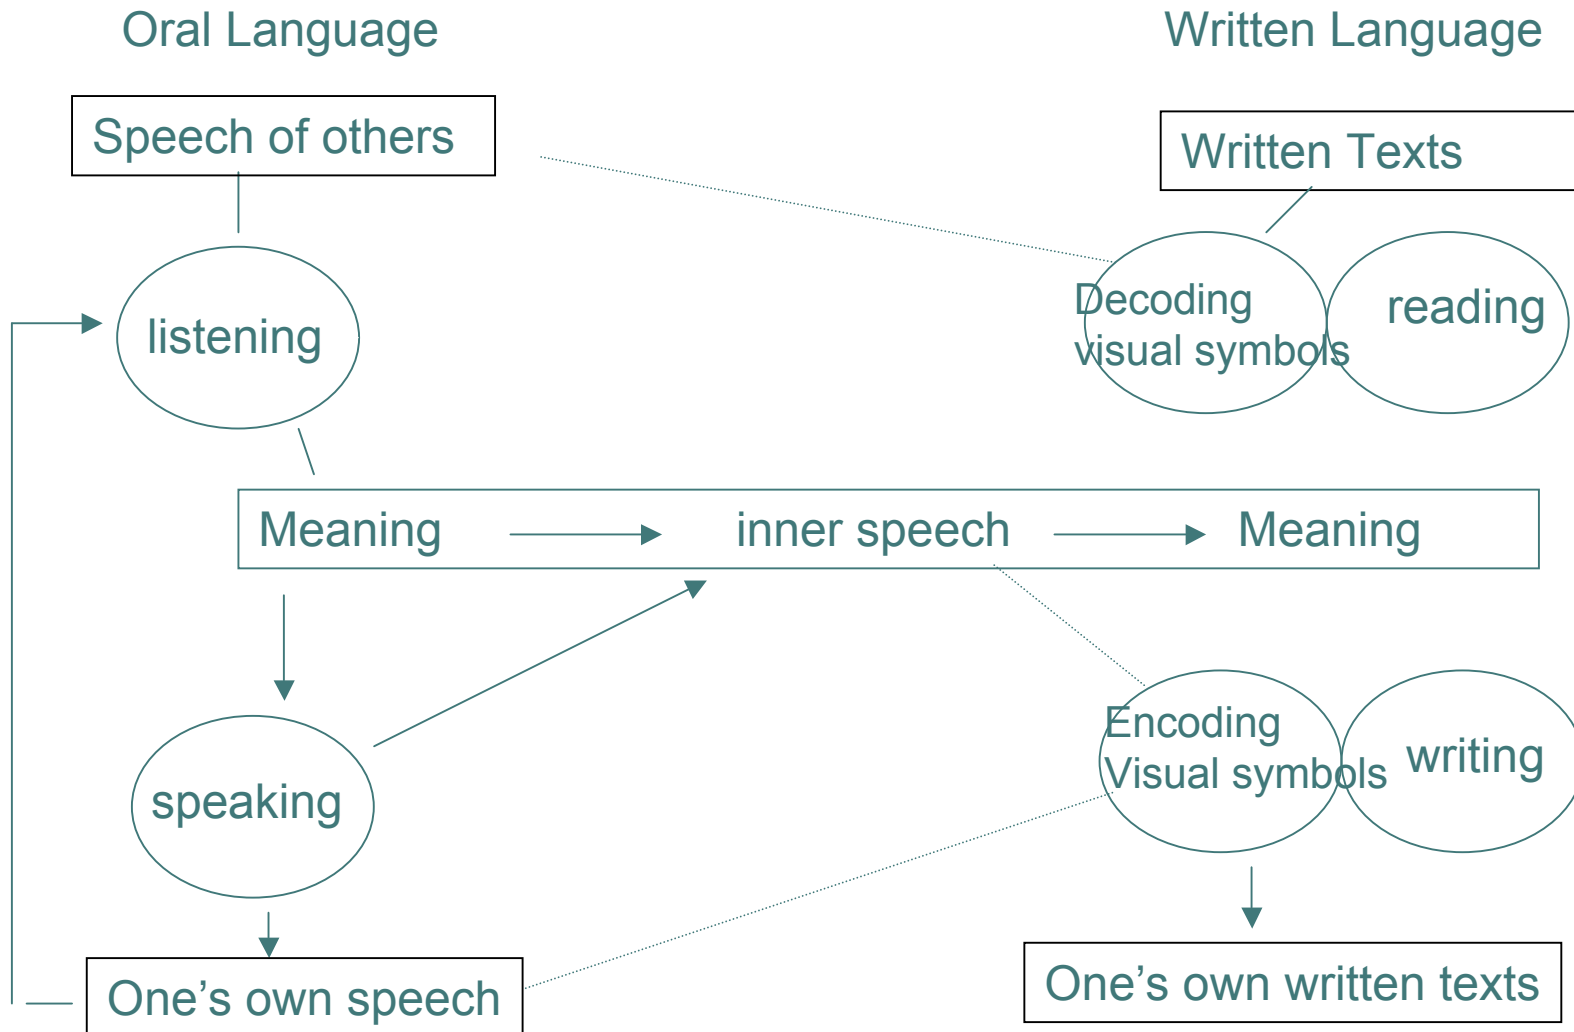 Oral Language
Written Language
Speech of others
Written Texts
listening
Decoding
visual symbols
reading
Meaning
inner speech
Meaning
speaking
Encoding
Visual symbols
writing
One’s own speech
One’s own written texts